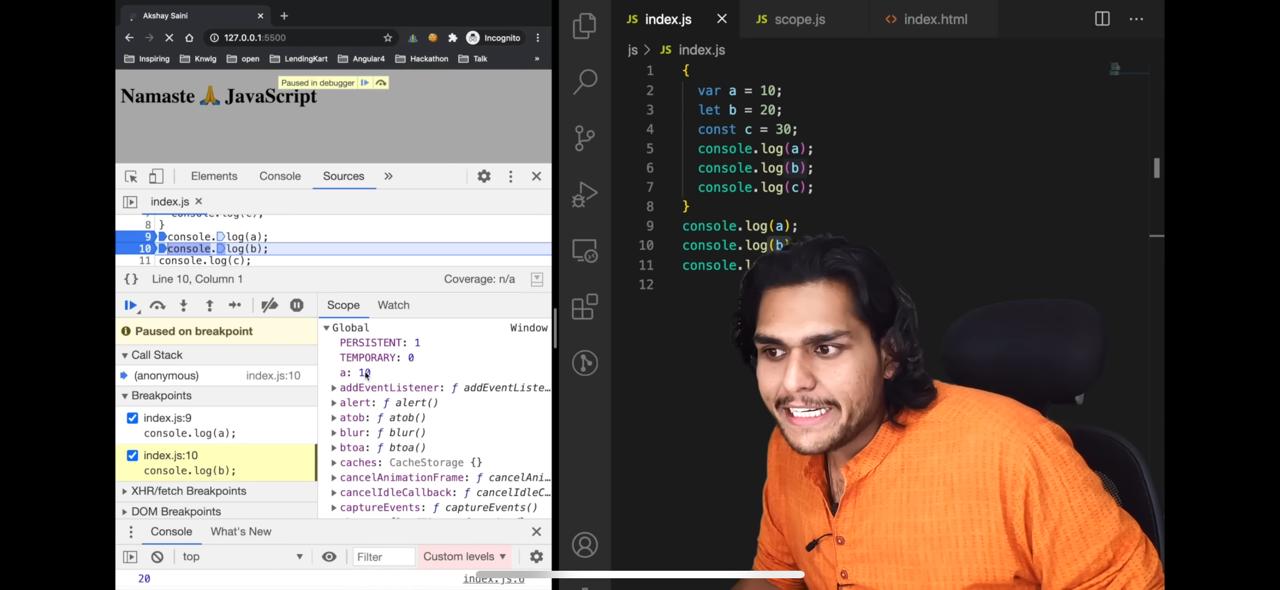 Akshay Saini
127.0.0.1:5500
Incognito
Inspiring Knwlg open LendingKart Angular4 Hackathon Talk »
Paused in debugger
Namaste 🙏 JavaScript
Elements Console Sources »
index.js
8 }
9 console.log(a);
10 console.log(b);
11 console.log(c);
{} Line 10, Column 1 Coverage: n/a
Scope Watch
Paused on breakpoint
Call Stack
(anonymous) index.js:10
Breakpoints
index.js:9
console.log(a);
index.js:10
console.log(b);
XHR/fetch Breakpoints
DOM Breakpoints
Global Window
PERSISTENT: 1
TEMPORARY: 0
a: 10
addEventListener: ƒ addEventListe…
alert: ƒ alert()
atob: ƒ atob()
blur: ƒ blur()
btoa: ƒ btoa()
caches: CacheStorage {}
cancelAnimationFrame: ƒ cancelAni…
cancelIdleCallback: ƒ cancelIdleC…
captureEvents: ƒ captureEvents()
Console What's New
top Filter Custom levels
20
JS index.js JS scope.js <> index.html
js > JS index.js
1 {
2 var a = 10;
3 let b = 20;
4 const c = 30;
5 console.log(a);
6 console.log(b);
7 console.log(c);
8 }
9 console.log(a);
10 console.log(b
11 console.l
12